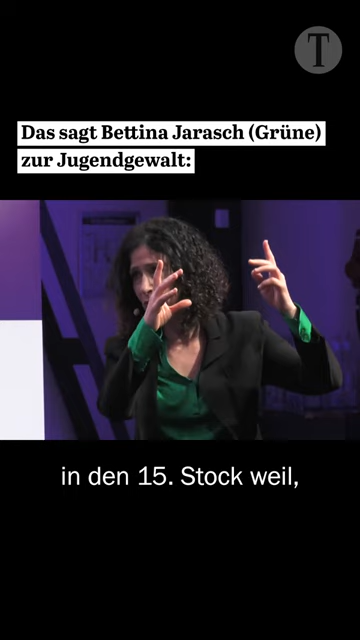 T
Das sagt Bettina Jarasch (Grüne)
zur Jugendgewalt:
in den 15. Stock weil,